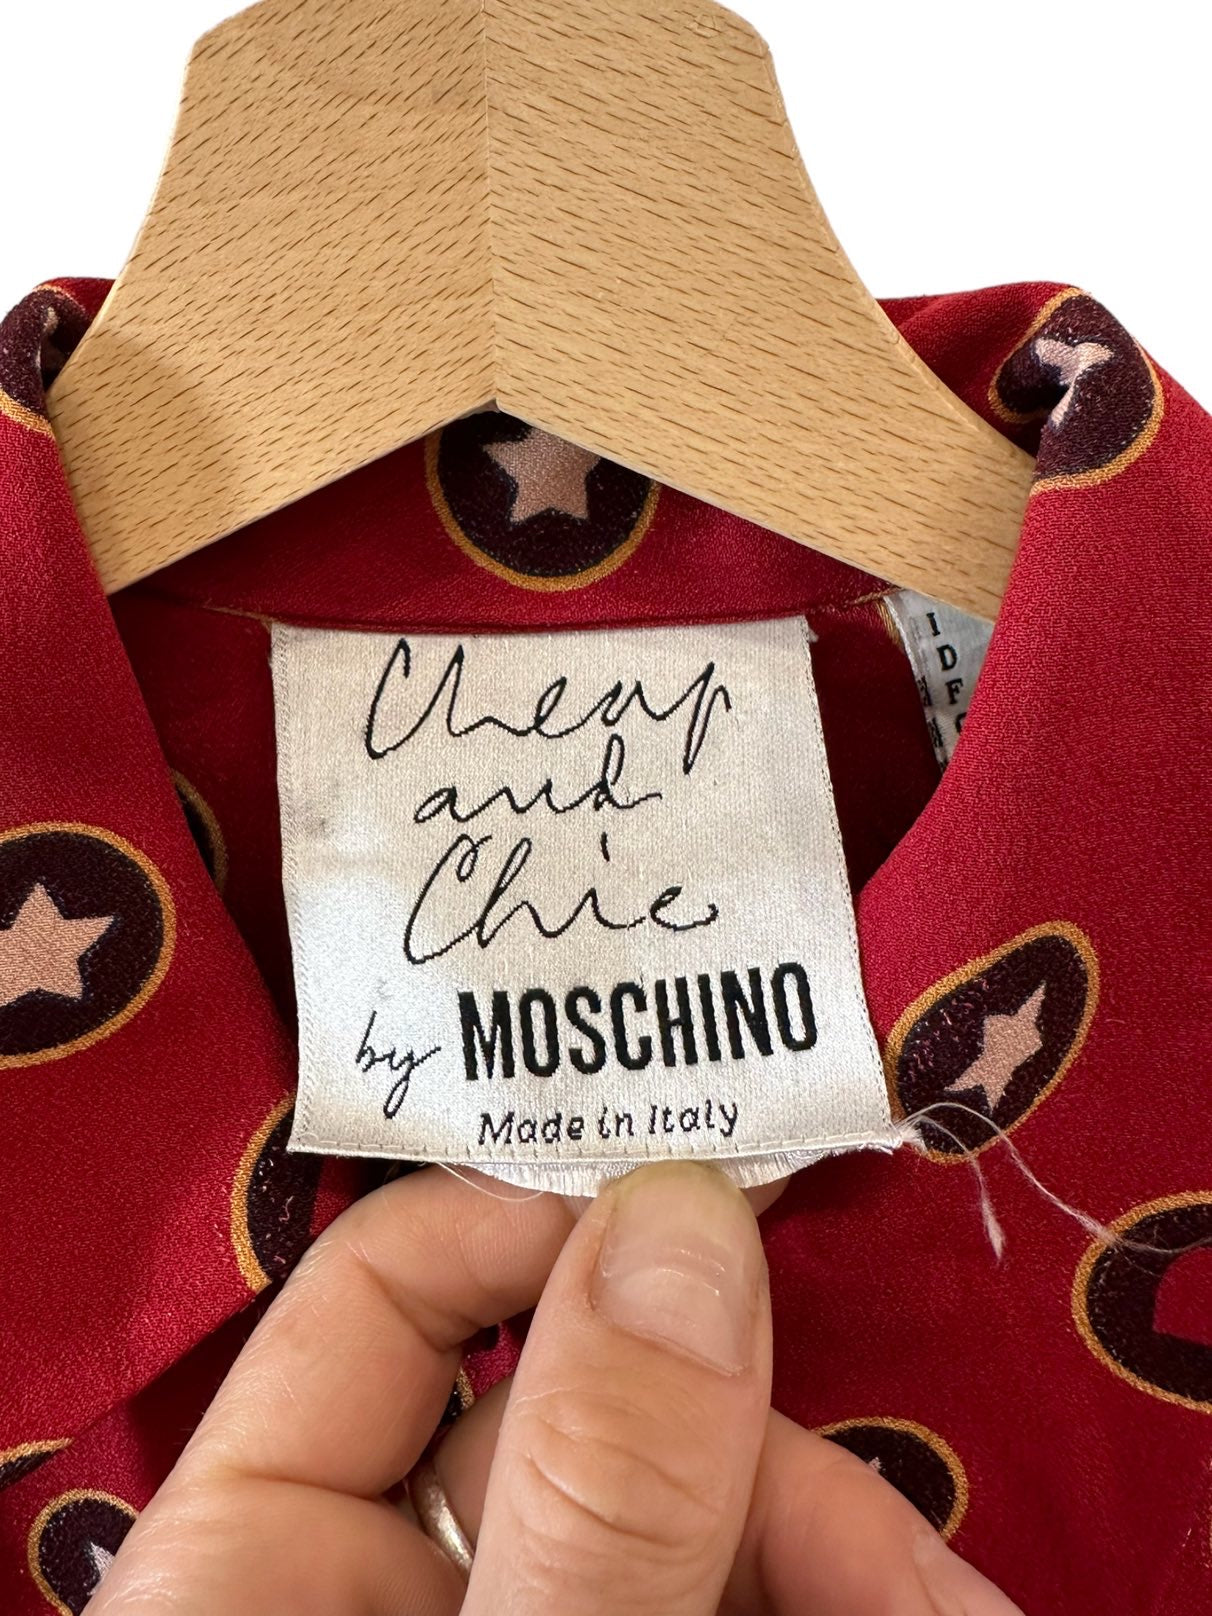 Cheap
and
Chic
by MOSCHINO
Made in Italy
I
D
F